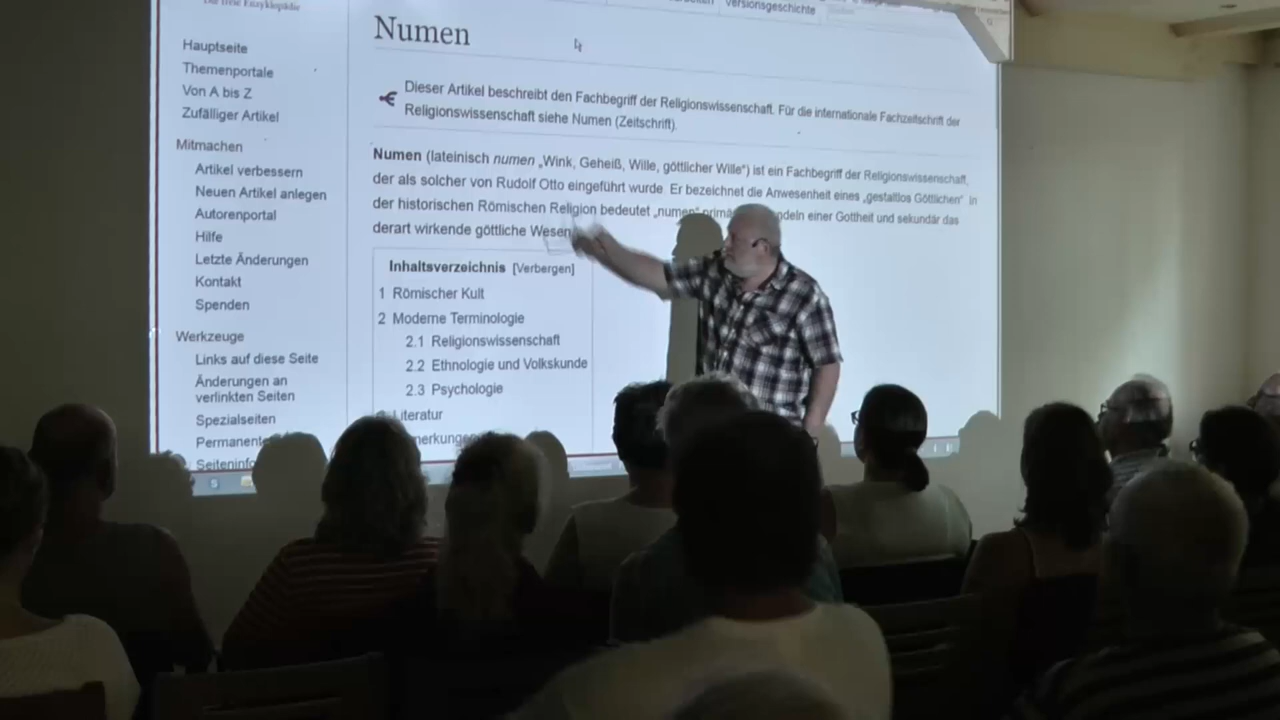 Die freie Enzyklopädie
Versionsgeschichte
Hauptseite
Themenportale
Von A bis Z
Zufälliger Artikel
Mitmachen
Artikel verbessern
Neuen Artikel anlegen
Autorenportal
Hilfe
Letzte Änderungen
Kontakt
Spenden
Werkzeuge
Links auf diese Seite
Änderungen an
verlinkten Seiten
Spezialseiten
Permanente
Seiteninfo
Numen
Dieser Artikel beschreibt den Fachbegriff der Religionswissenschaft. Für die internationale Fachzeitschrift der
Religionswissenschaft siehe Numen (Zeitschrift).
Numen (lateinisch numen „Wink, Geheiß, Wille, göttlicher Wille“) ist ein Fachbegriff der Religionswissenschaft,
der als solcher von Rudolf Otto eingeführt wurde. Er bezeichnet die Anwesenheit eines „gestaltlos Göttlichen“. In
der historischen Römischen Religion bedeutet „numen“ einer Gottheit und sekundär das
derart wirkende göttliche Wesen
Inhaltsverzeichnis [Verbergen]
1 Römischer Kult
2 Moderne Terminologie
2.1 Religionswissenschaft
2.2 Ethnologie und Volkskunde
2.3 Psychologie
Literatur
merkungen